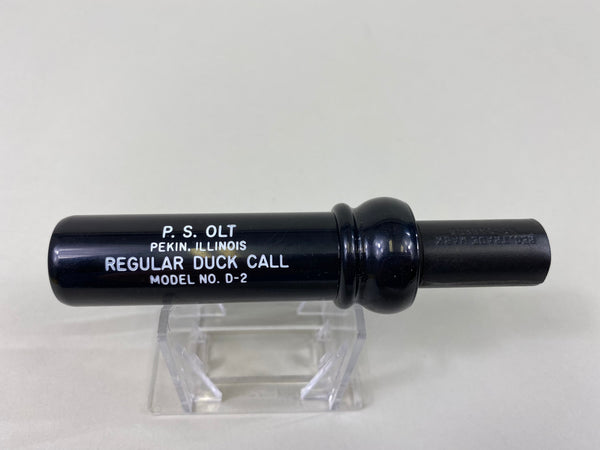 P. S. OLT
PEKIN, ILLINOIS
REGULAR DUCK CALL
MODEL NO. D-2